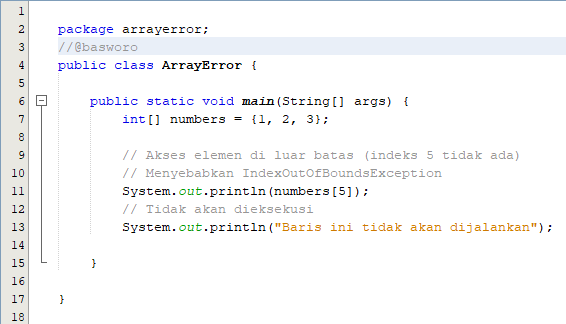 1
2 package arrayerror;
3 //@basworo
4 public class ArrayError {
5
6 public static void main(String[] args) {
7 int[] numbers = {1, 2, 3};
8
9 // Akses elemen di luar batas (indeks 5 tidak ada)
10 // Menyebabkan IndexOutOfBoundsException
11 System.out.println(numbers[5]);
12 // Tidak akan dieksekusi
13 System.out.println("Baris ini tidak akan dijalankan");
14
15 }
16
17 }
18